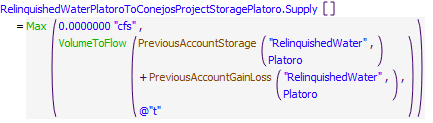 RelinquishedWaterPlatoroToConejosProjectStoragePlatoro.Supply []
= Max ( 0.0000000 "cfs" ,
VolumeToFlow ( PreviousAccountStorage ( "RelinquishedWater" ,
Platoro )
+ PreviousAccountGainLoss ( "RelinquishedWater" ,
Platoro ) ,
@"t" ) )